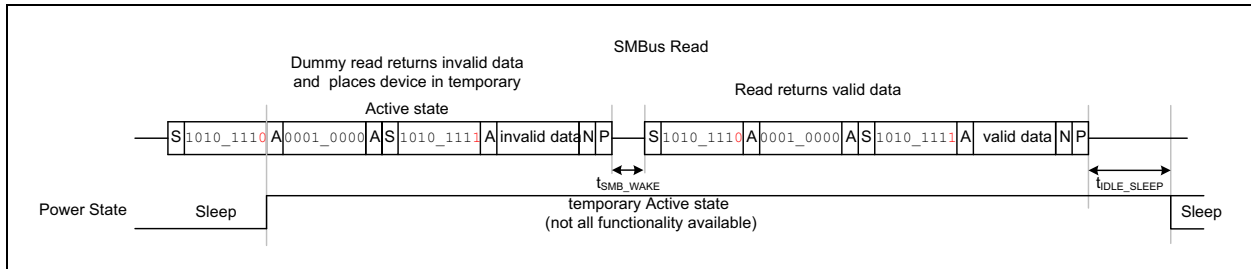 SMBus Read
Dummy read returns invalid data
and places device in temporary
Active state
Read returns valid data
S 1010_1110 A 0001_0000 A S 1010_1111 A invalid data N P S 1010_1110 A 0001_0000 A S 1010_1111 A valid data N P
tSMB_WAKE
tIDLE_SLEEP
Power State
Sleep
temporary Active state
(not all functionality available)
Sleep